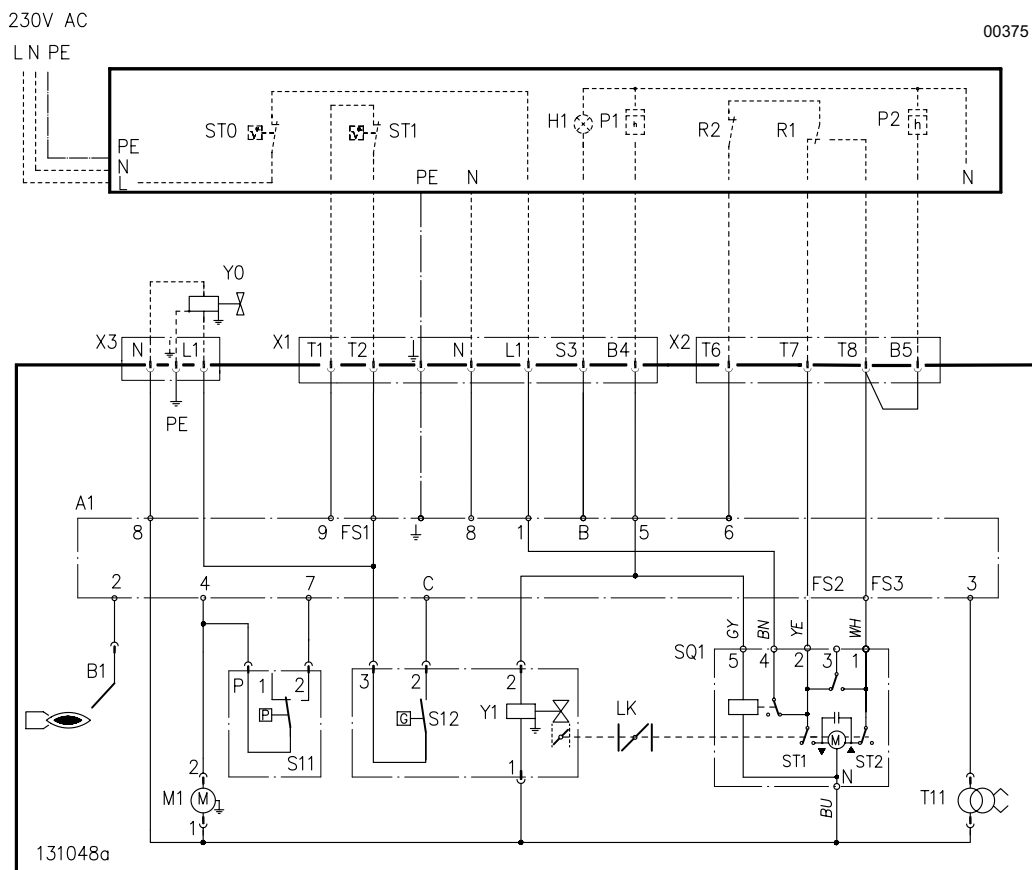 230V AC
00375
L N PE
ST0
ST1
H1
P1
h
R2
R1
P2
h
PE
N
L
PE
N
N
Y0
X3
N
L1
X1
T1
T2
N
L1
S3
B4
X2
T6
T7
T8
B5
PE
A1
8
9
FS1
8
1
B
5
6
2
4
7
C
FS2
FS3
3
GY
BN
YE
WH
B1
P
1
2
P
S11
3
2
G
S12
2
Y1
1
LK
SQ1
5
4
2
3
1
M
ST1
ST2
N
BU
2
M1
M
1
T11
131048a